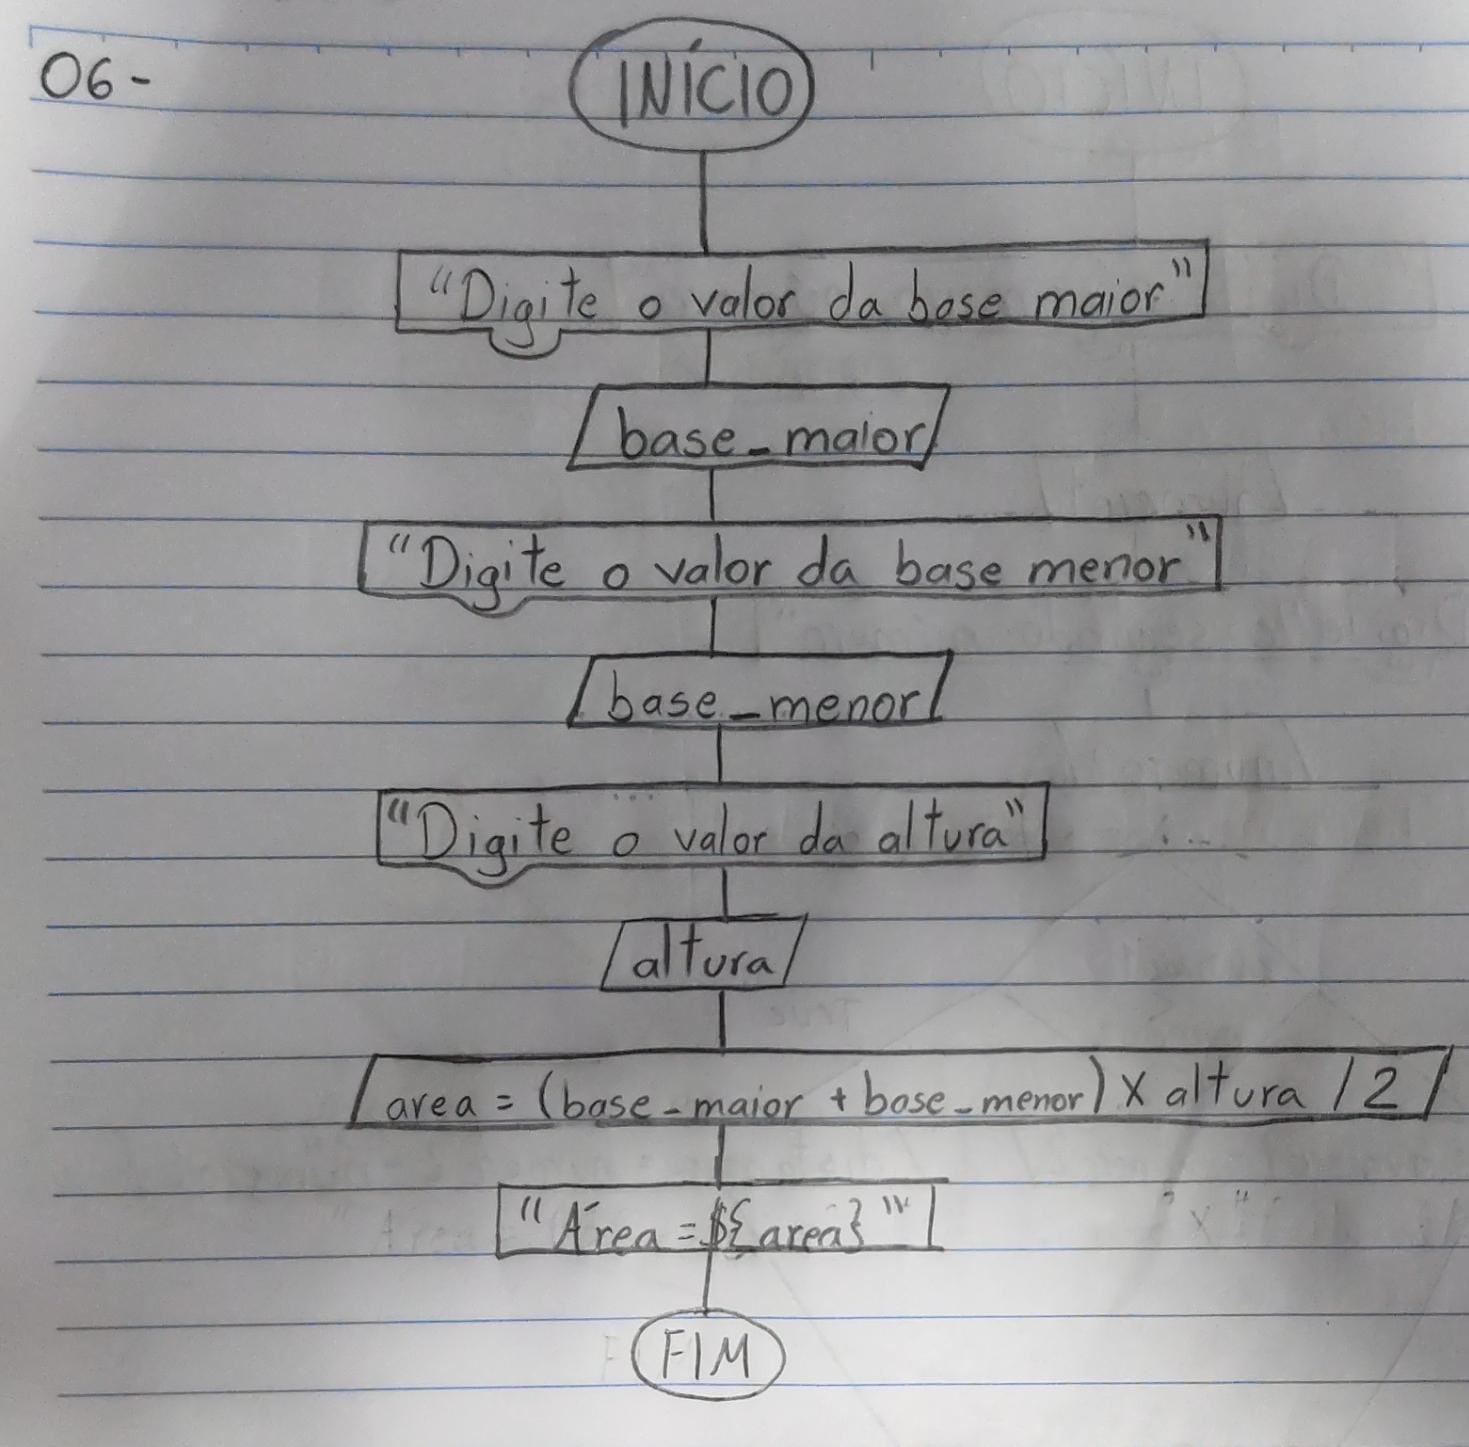 06-
INÍCIO
“Digite o valor da base maior”
base_maior
“Digite o valor da base menor”
base_menor
“Digite o valor da altura”
altura
area = (base_maior + base_menor) X altura / 2
“Área = ${area}”
FIM